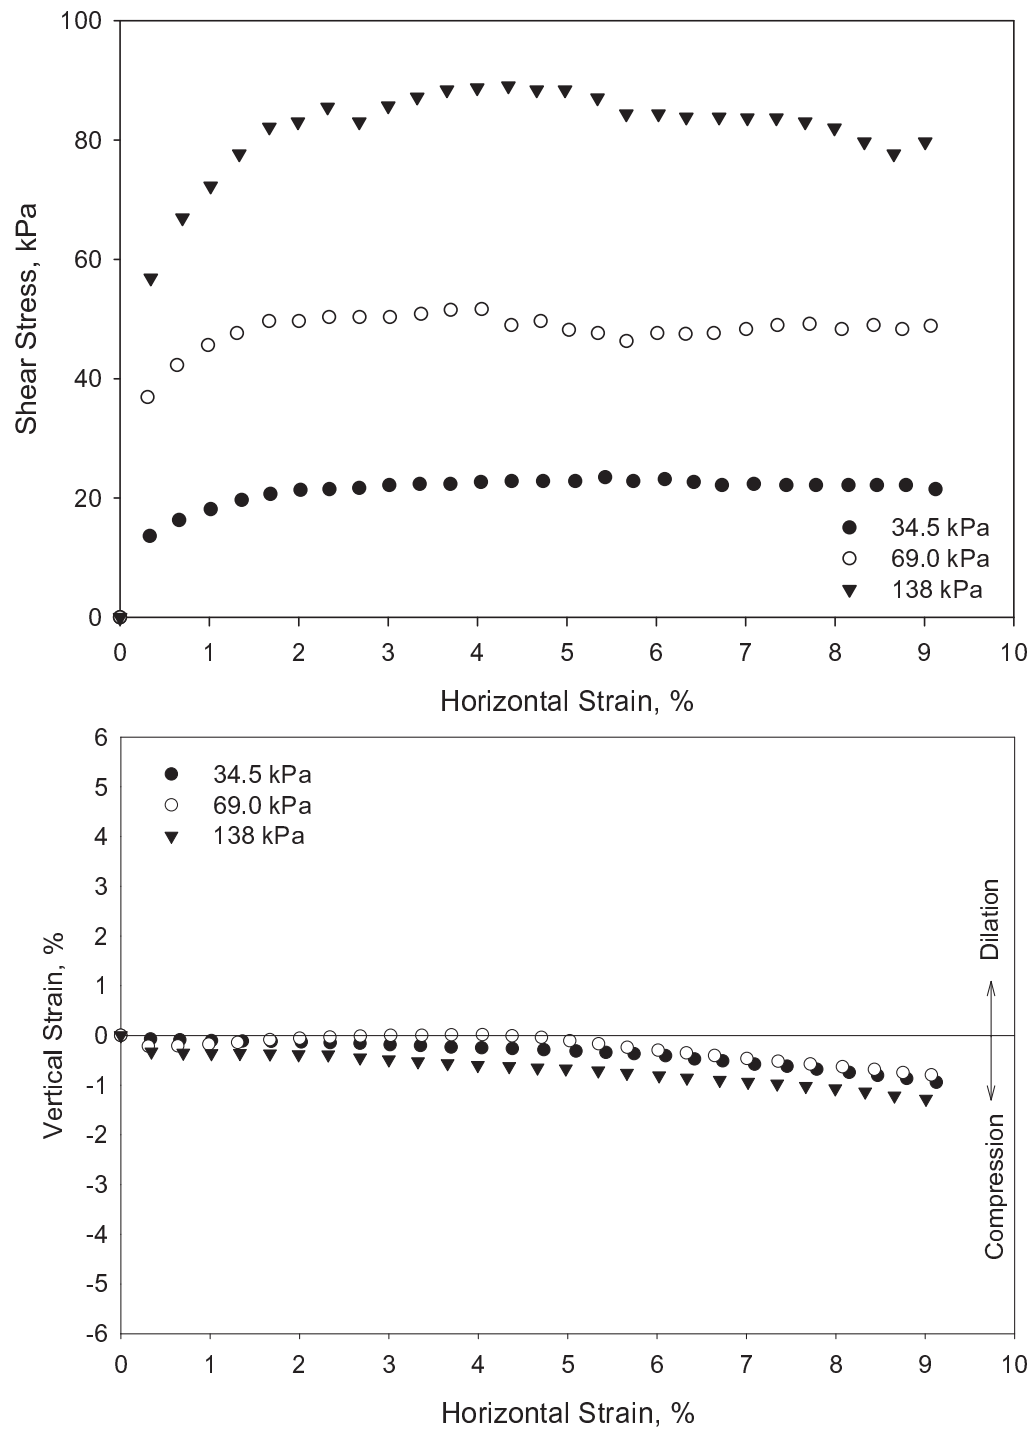 100
80
60
40
20
0
Shear Stress, kPa
34.5 kPa
69.0 kPa
138 kPa
0 1 2 3 4 5 6 7 8 9 10
Horizontal Strain, %
6
5
4
3
2
1
0
-1
-2
-3
-4
-5
-6
Vertical Strain, %
34.5 kPa
69.0 kPa
138 kPa
Dilation
Compression
0 1 2 3 4 5 6 7 8 9 10
Horizontal Strain, %